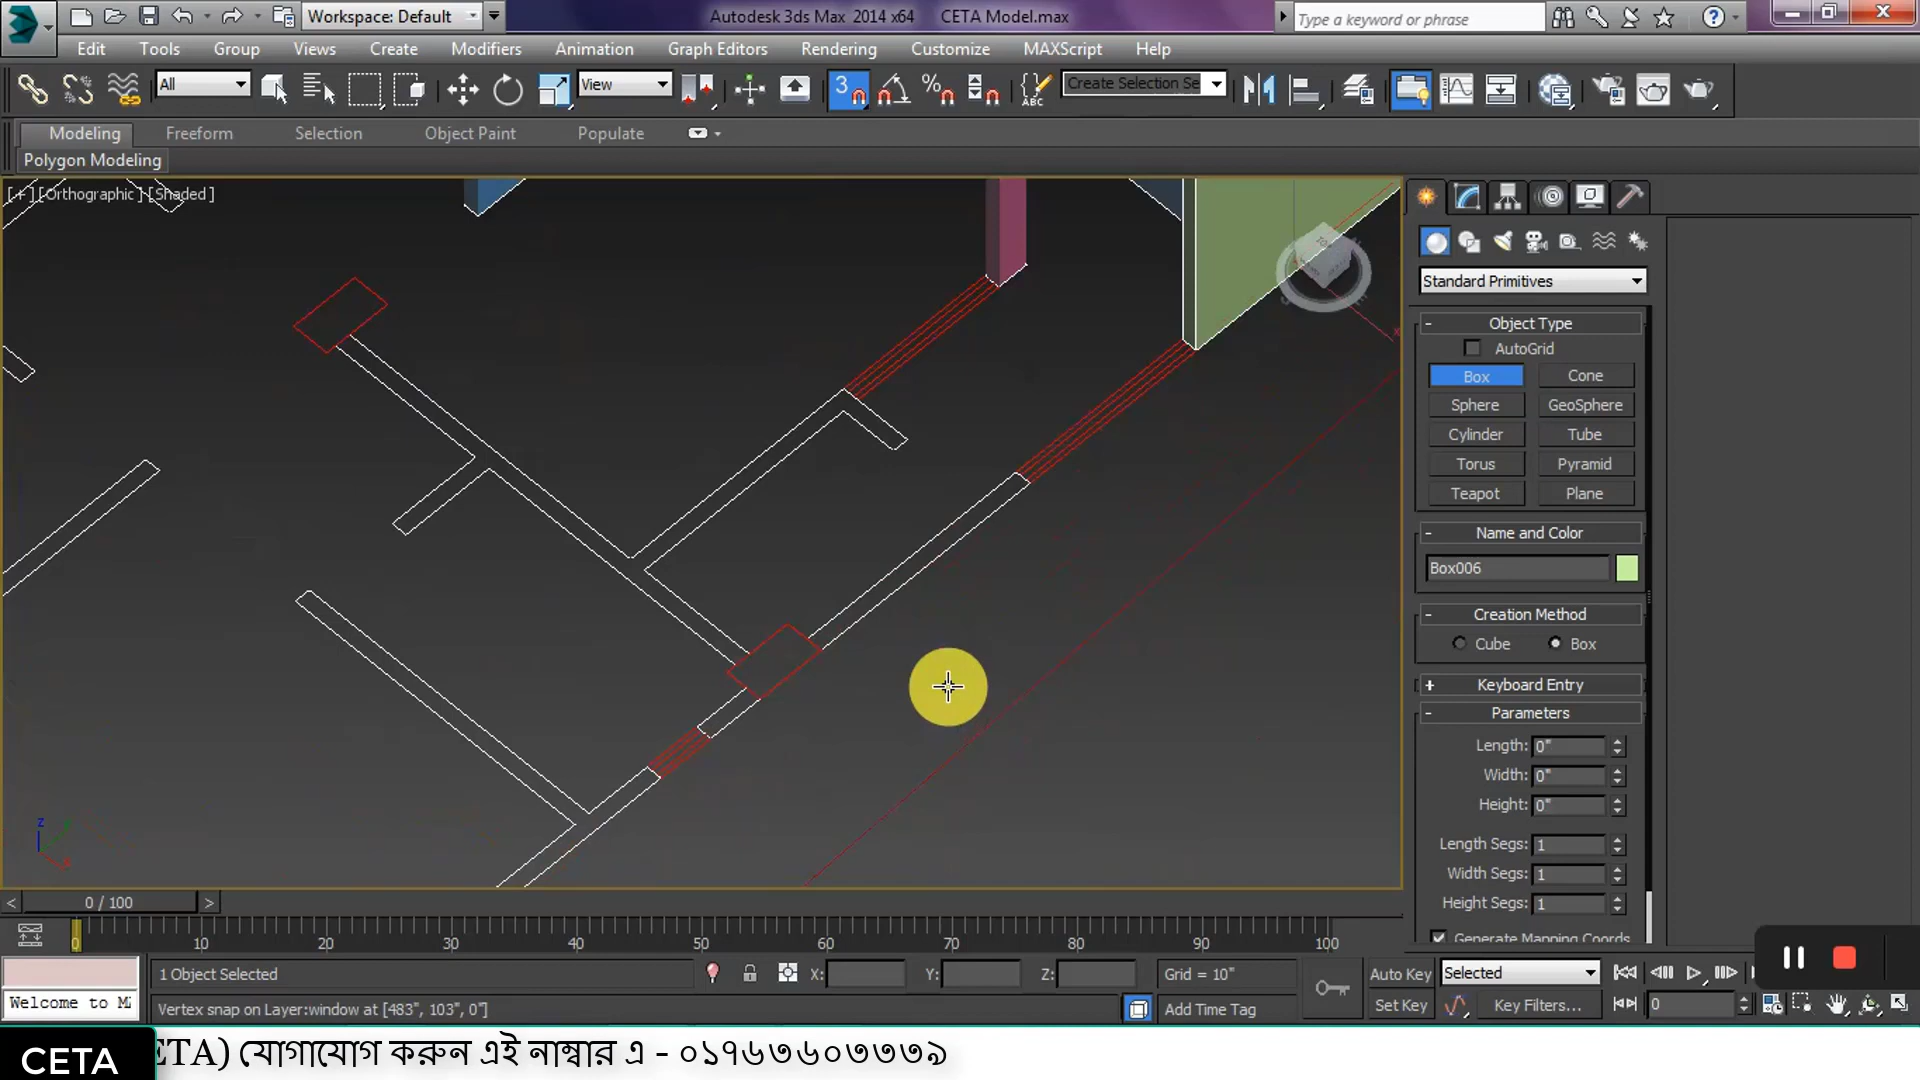 Workspace: Default
Autodesk 3ds Max 2014 x64 CETA Model.max
Type a keyword or phrase
Edit Tools Group Views Create Modifiers Animation Graph Editors Rendering Customize MAXScript Help
All
View
3
Create Selection Se
ABC
Modeling Freeform Selection Object Paint Populate
Polygon Modeling
[+] [Orthographic ] [Shaded ]
Standard Primitives
- Object Type
AutoGrid
Box Cone
Sphere GeoSphere
Cylinder Tube
Torus Pyramid
Teapot Plane
- Name and Color
Box006
- Creation Method
Cube Box
+ Keyboard Entry
- Parameters
Length: 0"
Width: 0"
Height: 0"
Length Segs: 1
Width Segs: 1
Height Segs: 1
Generate Mapping Coords
< 0 / 100 >
0 10 20 30 40 50 60 70 80 90 100
1 Object Selected X: Y: Z: Grid = 10" Auto Key Selected
Welcome to M
Vertex snap on Layer:window at [483", 103", 0"] Add Time Tag Set Key Key Filters... 0
CETA ETA) যোগাযোগ করুন এই নাম্বার এ - ০১৭৬৩৬০৩৩৩৯